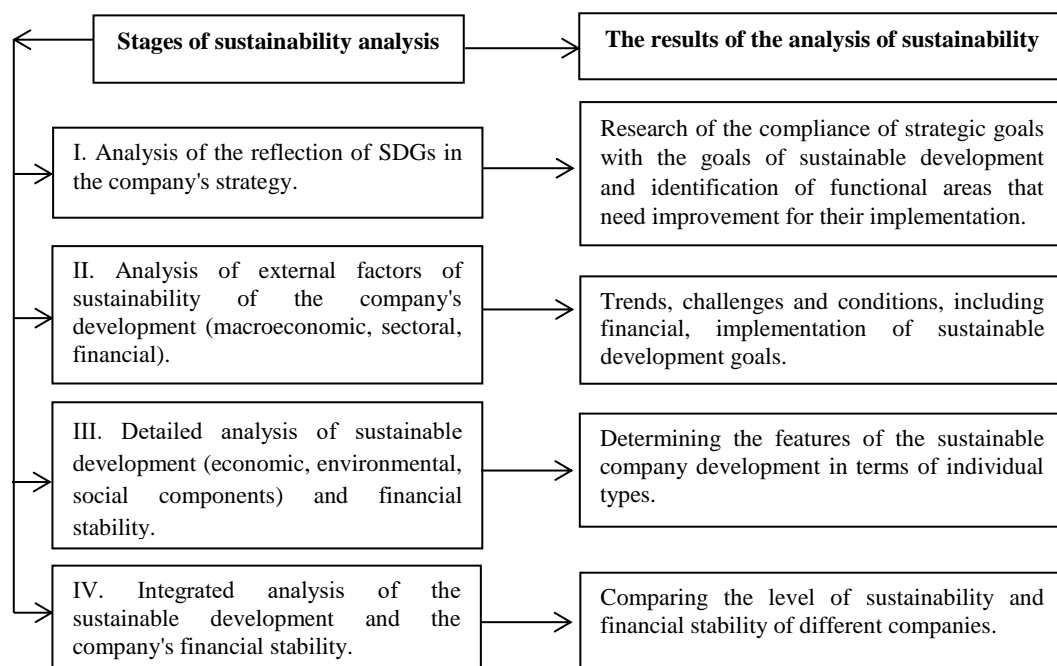 Stages of sustainability analysis
The results of the analysis of sustainability
I. Analysis of the reflection of SDGs in
the company's strategy.
Research of the compliance of strategic goals
with the goals of sustainable development
and identification of functional areas that
need improvement for their implementation.
II. Analysis of external factors of
sustainability of the company's
development (macroeconomic, sectoral,
financial).
Trends, challenges and conditions, including
financial, implementation of sustainable
development goals.
III. Detailed analysis of sustainable
development (economic, environmental,
social components) and financial
stability.
Determining the features of the sustainable
company development in terms of individual
types.
IV. Integrated analysis of the
sustainable development and the
company's financial stability.
Comparing the level of sustainability and
financial stability of different companies.